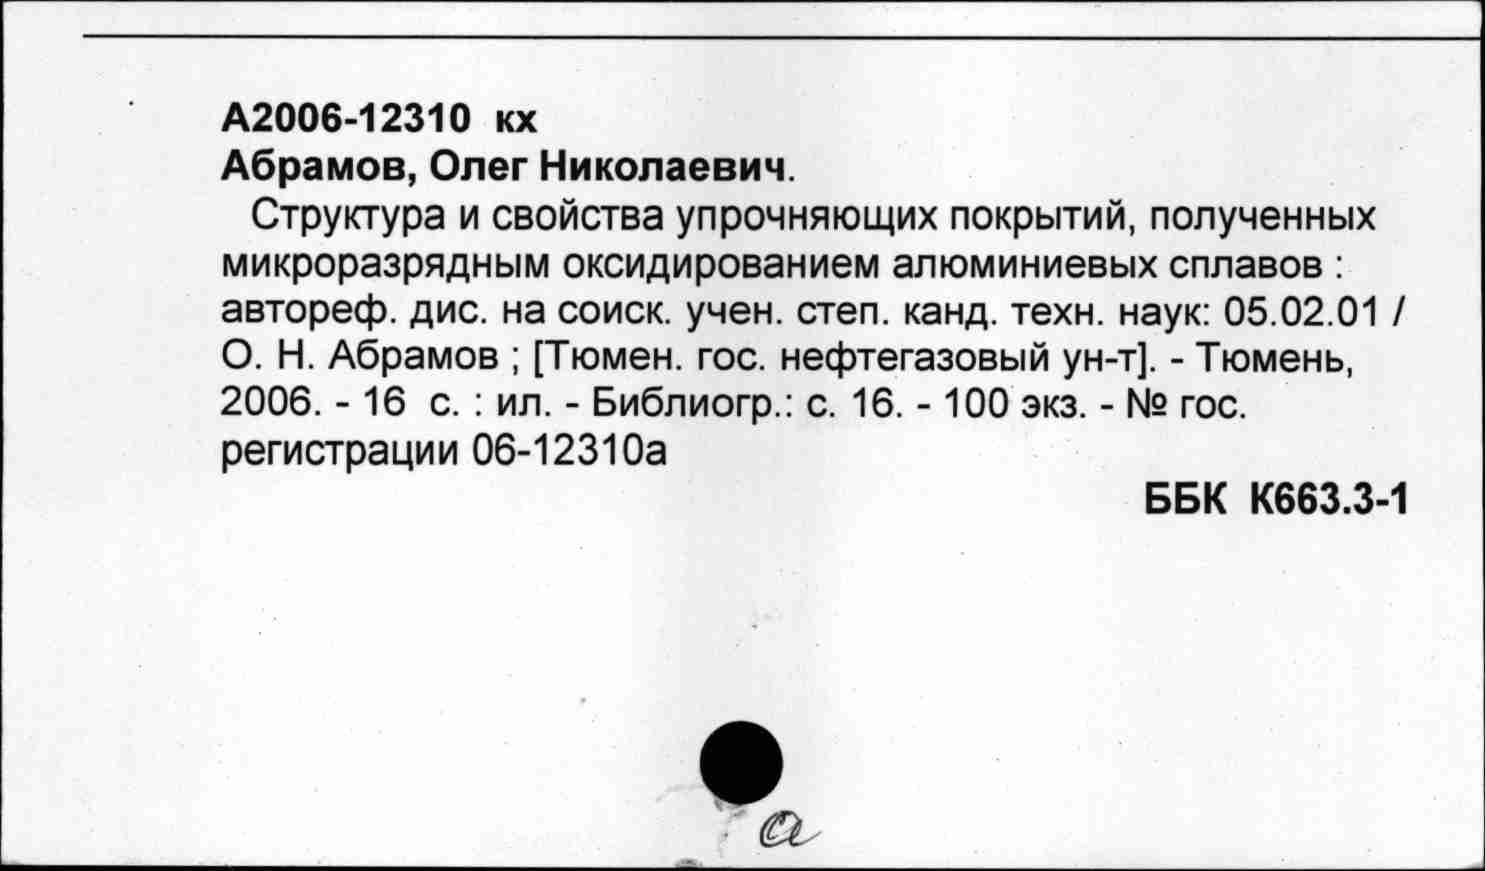 А2006-12310 кх
Абрамов, Олег Николаевич.
Структура и свойства упрочняющих покрытий, полученных
микроразрядным оксидированием алюминиевых сплавов :
автореф. дис. на соиск. учен. степ. канд. техн. наук: 05.02.01 /
О. Н. Абрамов ; [Тюмен. гос. нефтегазовый ун-т]. - Тюмень,
2006. - 16 с. : ил. - Библиогр.: с. 16. - 100 экз. - № гос.
регистрации 06-12310а
ББК К663.3-1
а